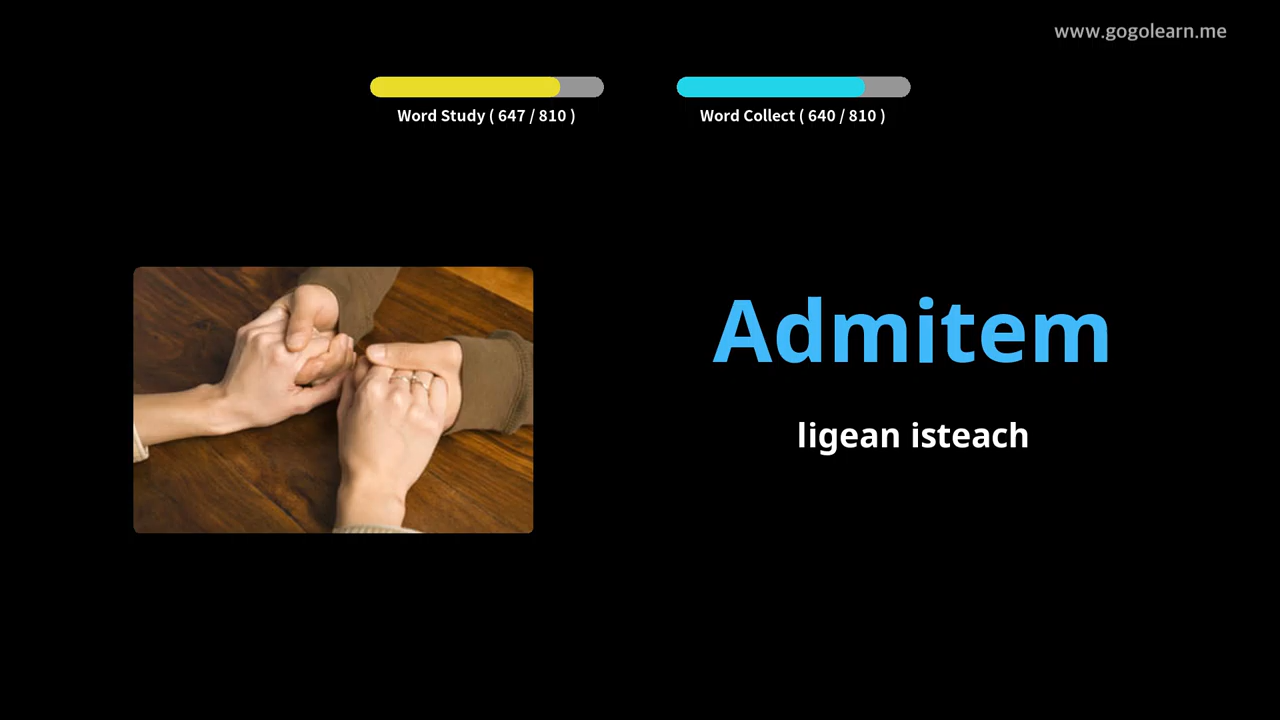 www.gogolearn.me
Word Study ( 647 / 810 )
Word Collect ( 640 / 810 )
Admitem
ligean isteach